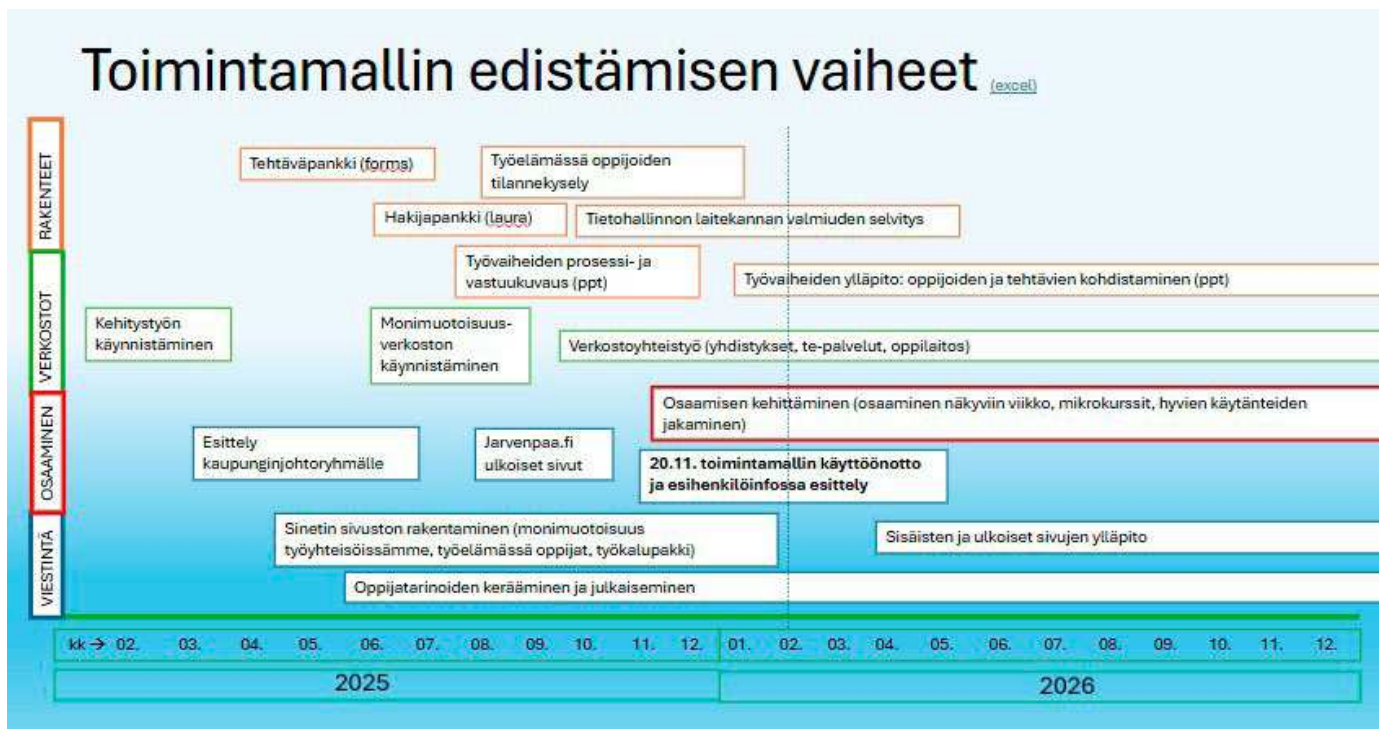 Toimintamallin edistämisen vaiheet (excel)
RAKENTEET
Tehtäväpankki (forms)
Työelämässä oppijoiden
tilannekysely
Hakijapankki (laura)
Tietohallinnon laitekannan valmiuden selvitys
Työvaiheiden prosessi- ja
vastuukuvaus (ppt)
Työvaiheiden ylläpito: oppijoiden ja tehtävien kohdistaminen (ppt)
VERKOSTOT
Kehitystyön
käynnistäminen
Monimuotoisuus-
verkoston
käynnistäminen
Verkostoyhteistyö (yhdistykset, te-palvelut, oppilaitos)
OSAAMINEN
Osaamisen kehittäminen (osaaminen näkyviin viikko, mikrokurssit, hyvien käytänteiden
jakaminen)
Esittely
kaupunginjohtoryhmälle
Jarvenpaa.fi
ulkoiset sivut
20.11. toimintamallin käyttöönotto
ja esihenkilöinfossa esittely
VIESTINTÄ
Sinetin sivuston rakentaminen (monimuotoisuus
työyhteisöissämme, työelämässä oppijat, työkalupakki)
Sisäisten ja ulkoiset sivujen ylläpito
Oppijatarinoiden kerääminen ja julkaiseminen
kk → 02. 03. 04. 05. 06. 07. 08. 09. 10. 11. 12. 01. 02. 03. 04. 05. 06. 07. 08. 09. 10. 11. 12.
2025 2026